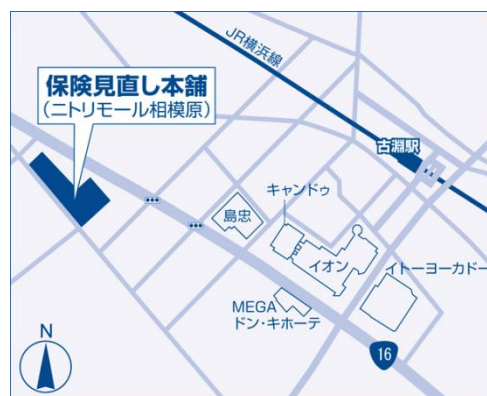 JR横浜線
保険見直し本舗
(ニトリモール相模原)
古淵駅
キャンドゥ
島忠
イオン
イトーヨーカドー
MEGA
ドン・キホーテ
N
16